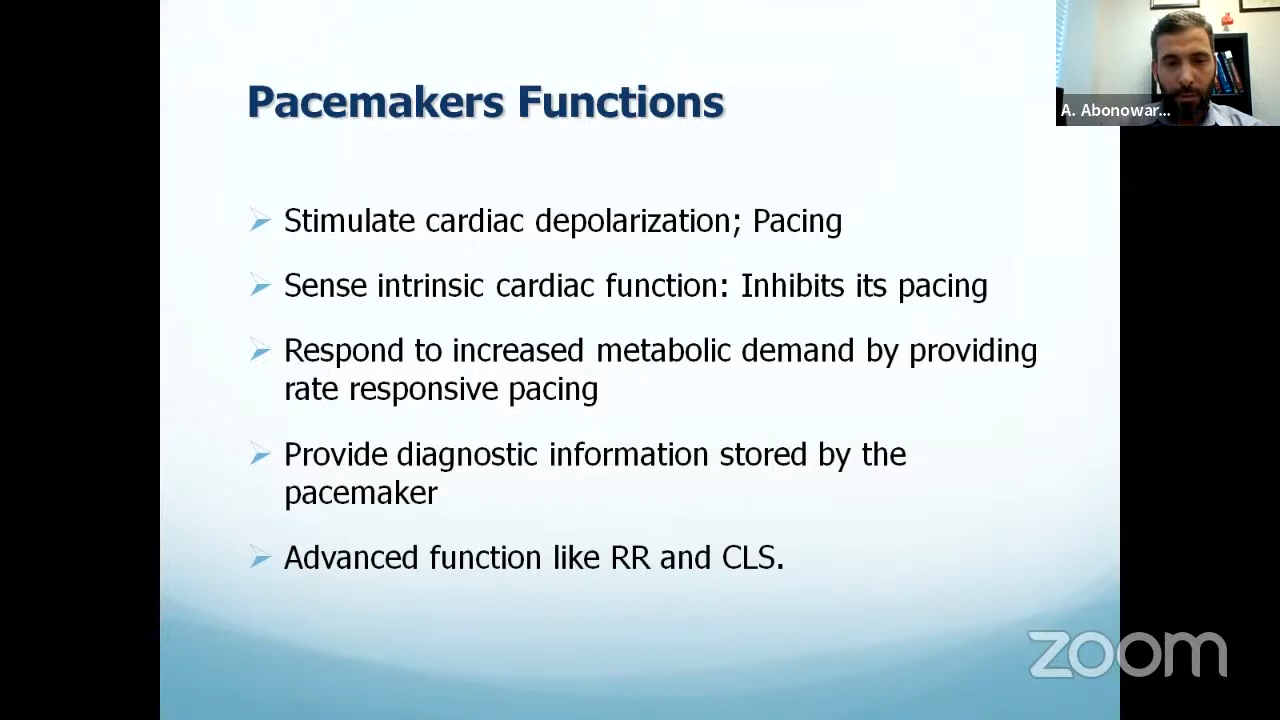 Pacemakers Functions
A. Abonowar...
Stimulate cardiac depolarization; Pacing
Sense intrinsic cardiac function: Inhibits its pacing
Respond to increased metabolic demand by providing
rate responsive pacing
Provide diagnostic information stored by the
pacemaker
Advanced function like RR and CLS.
zoom